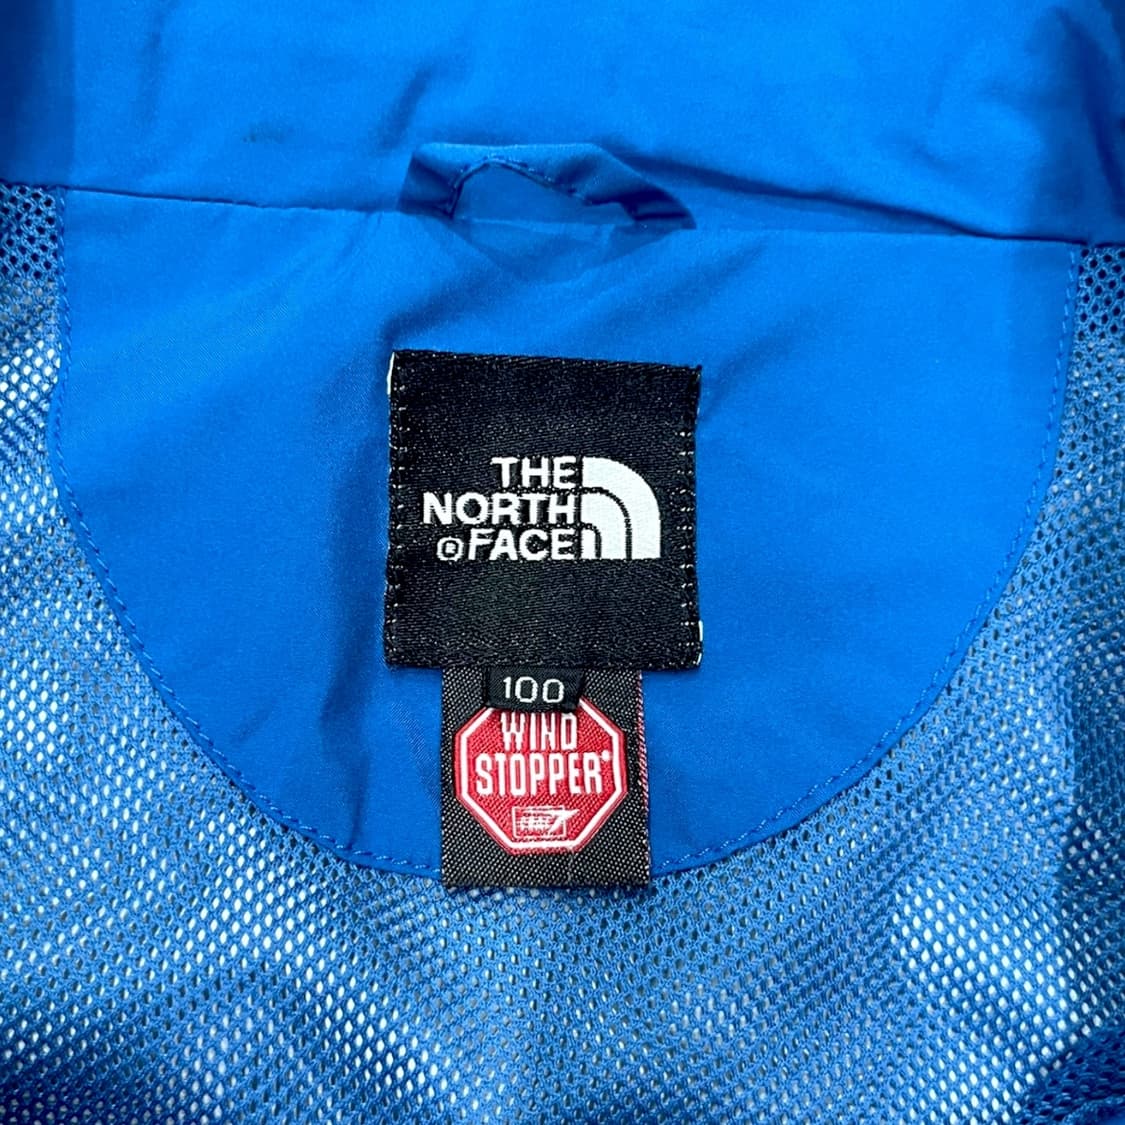 THE
NORTH
® FACE
100
WIND
STOPPER®